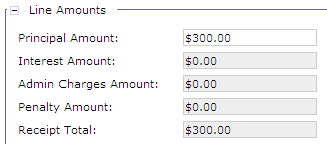 Line Amounts
Principal Amount: $300.00
Interest Amount: $0.00
Admin Charges Amount: $0.00
Penalty Amount: $0.00
Receipt Total: $300.00